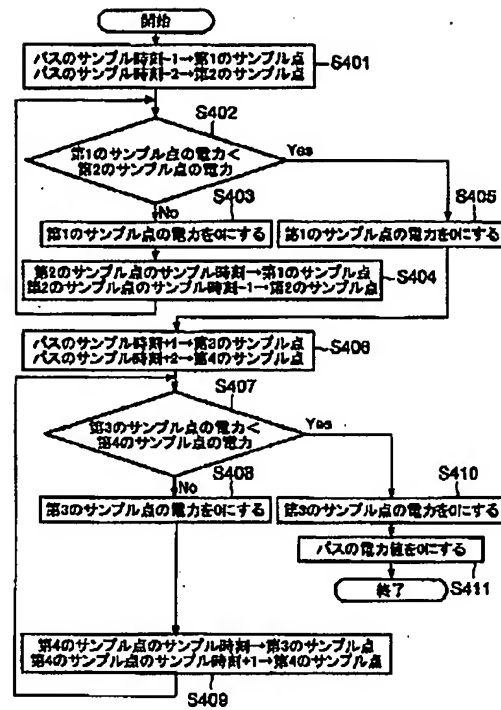 開始
パスのサンプル時刻-1→第1のサンプル点
パスのサンプル時刻-2→第2のサンプル点
S401
S402
第1のサンプル点の電力<
第2のサンプル点の電力
Yes
No
S403
第1のサンプル点の電力を0にする
S405
第1のサンプル点の電力を0にする
第2のサンプル点のサンプル時刻→第1のサンプル点
第2のサンプル点のサンプル時刻-1→第2のサンプル点
S404
パスのサンプル時刻+1→第3のサンプル点
パスのサンプル時刻+2→第4のサンプル点
S406
S407
第3のサンプル点の電力<
第4のサンプル点の電力
Yes
No
S408
第3のサンプル点の電力を0にする
S410
第3のサンプル点の電力を0にする
パスの電力値を0にする
S411
終了
第4のサンプル点のサンプル時刻→第3のサンプル点
第4のサンプル点のサンプル時刻+1→第4のサンプル点
S409